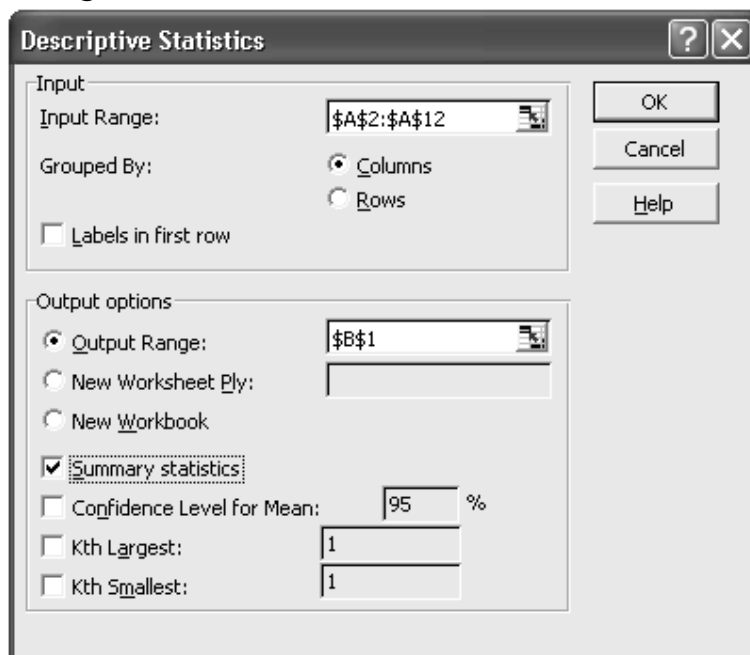 Descriptive Statistics
Input
Input Range: $A$2:$A$12
OK
Grouped By: Columns
Cancel
Rows
Help
Labels in first row
Output options
Output Range: $B$1
New Worksheet Ply:
New Workbook
Summary statistics
Confidence Level for Mean: 95 %
Kth Largest: 1
Kth Smallest: 1